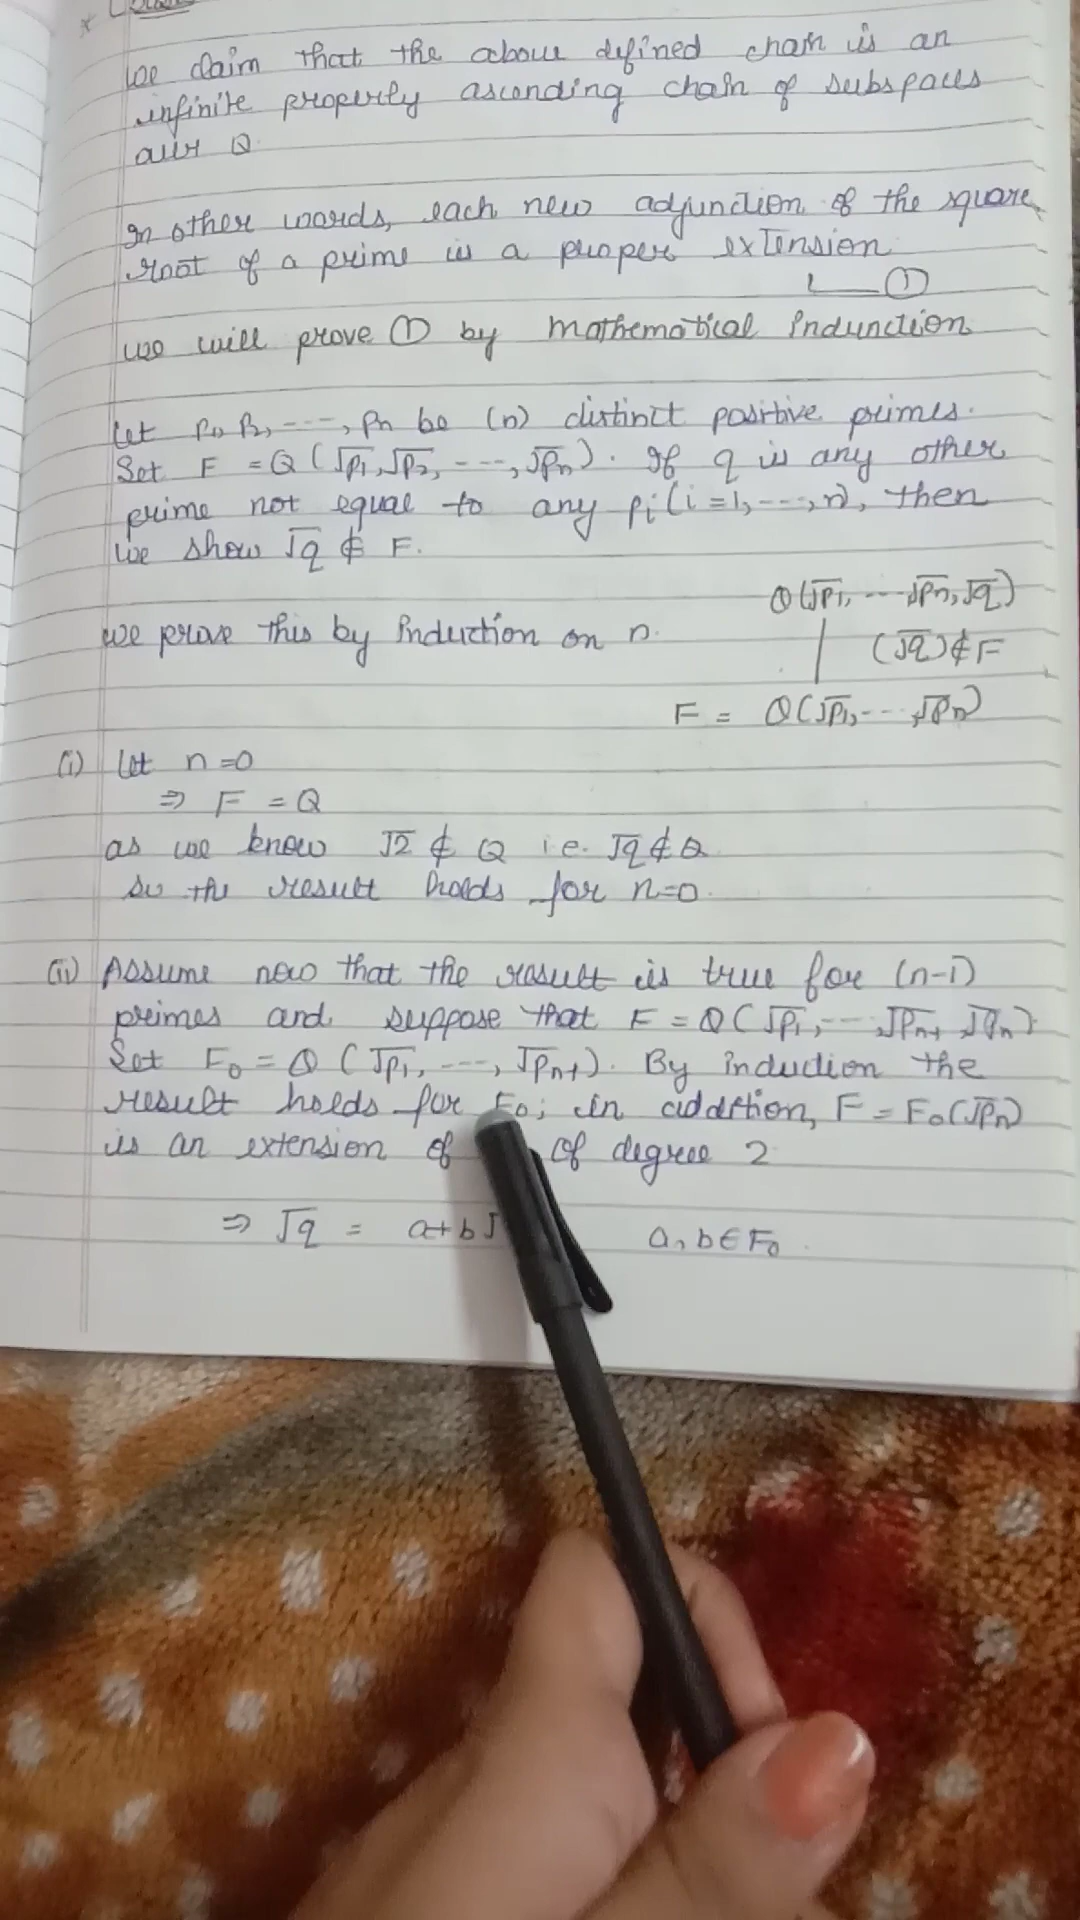 We claim that the above defined chain is an
infinite properly ascending chain of subspaces
over Q.
In other words, each new adjunction of the square
root of a prime is a proper extension
①
we will prove ① by Mathematical Indunction
Let p₁, p₂, ----, pn be (n) distinct positive primes.
Set F = Q (√p₁, √p₂, ----, √pn). If q is any other
prime not equal to any pi (i=1, ---, n), then
we show √q ∉ F.
Q(√p₁, ---- √pn, √q)
We prove this by Induction on n.
(√q) ∉ F
F = Q(√p₁, --- , √pn)
(i) Let n=0
⇒ F = Q
as we know √2 ∉ Q i.e. √q ∉ Q
So the result holds for n=0.
(ii) Assume now that the result is true for (n-1)
primes and suppose that F = Q(√p₁, ---, √pn-1, √qn).
Set F₀ = Q (√p₁, ---, √pn-1). By induction the
result holds for F₀; in addition, F = F₀(√pn)
is an extension of of degree 2
⇒ √q = a+b√ a, b ∈ F₀.